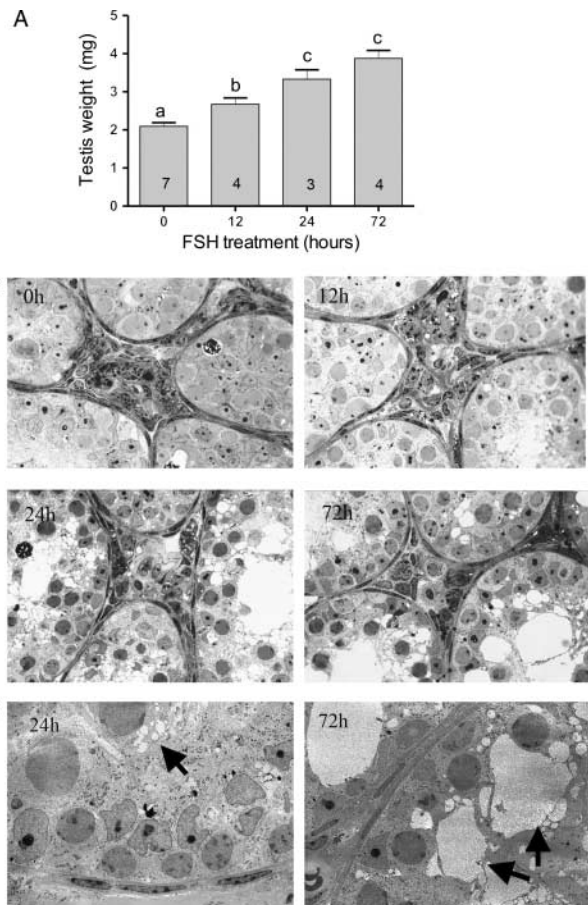 A
Testis weight (mg)
5
4
3
2
1
0
a
b
c
c
7
4
3
4
0 12 24 72
FSH treatment (hours)
0h
12h
24h
72h
24h
72h